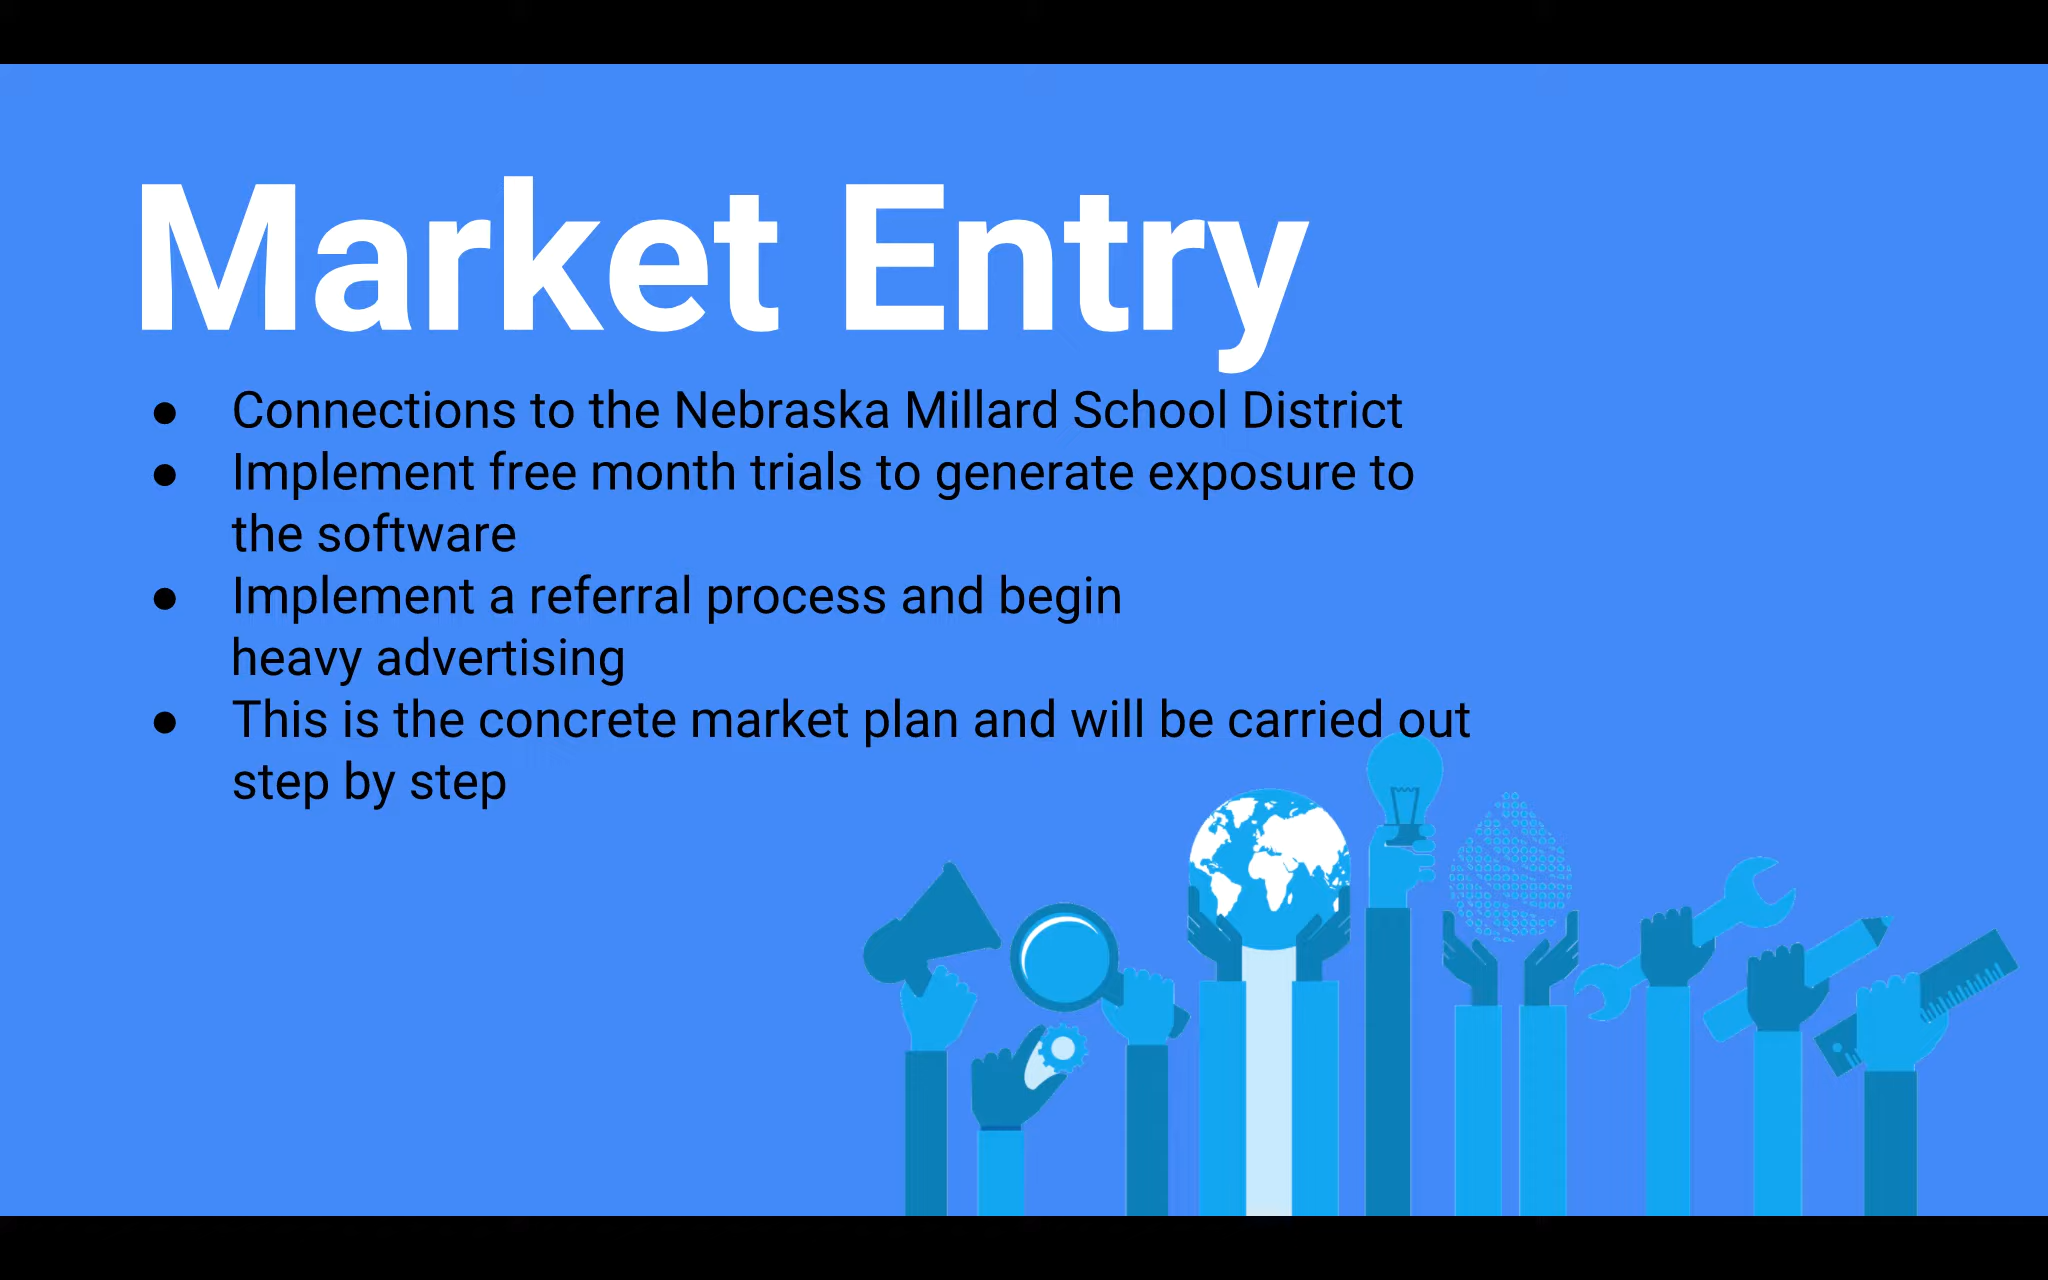 Market Entry
● Connections to the Nebraska Millard School District
● Implement free month trials to generate exposure to
the software
● Implement a referral process and begin
heavy advertising
● This is the concrete market plan and will be carried out
step by step